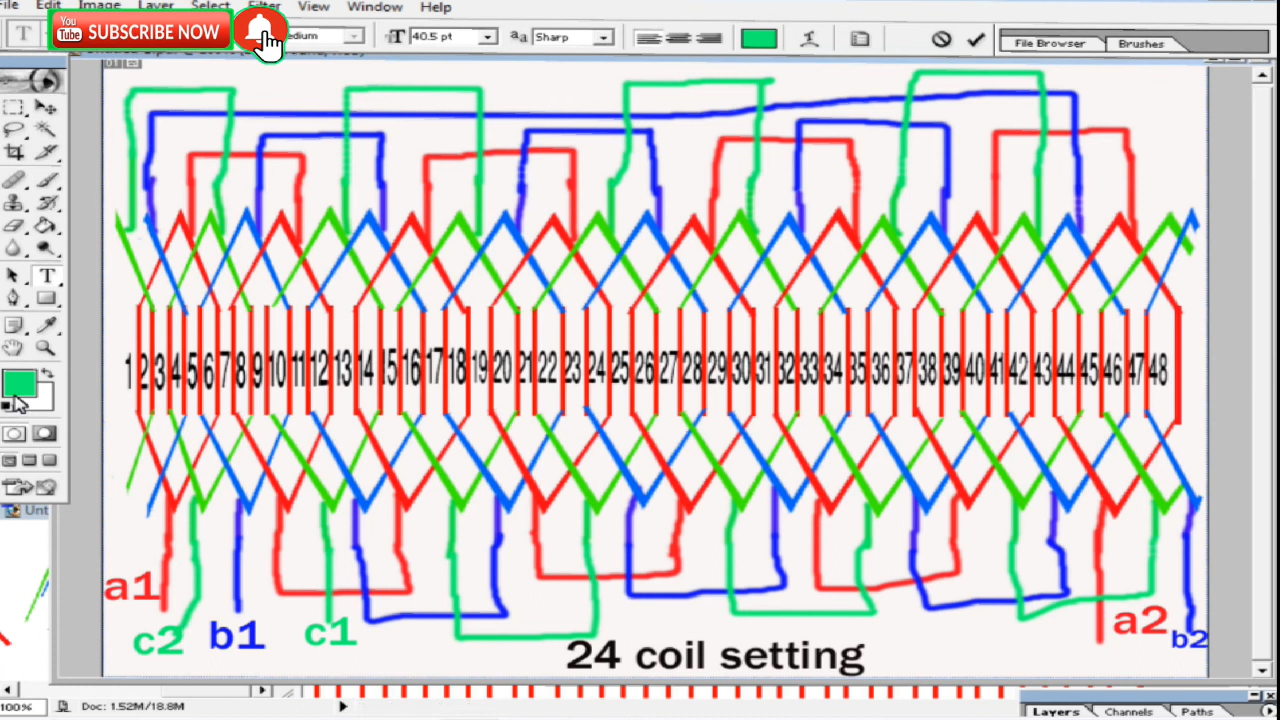 File Edit Image Layer Select Filter View Window Help
You Tube SUBSCRIBE NOW
T 40.5 pt aa Sharp File Browser Brushes
1 2 3 4 5 6 7 8 9 10 11 12 13 14 15 16 17 18 19 20 21 22 23 24 25 26 27 28 29 30 31 32 33 34 35 36 37 38 39 40 41 42 43 44 45 46 47 48
Unt
a1
c2
b1
c1
a2
b2
24 coil setting
100% Doc: 1.52M/18.8M
Layers Channels Paths